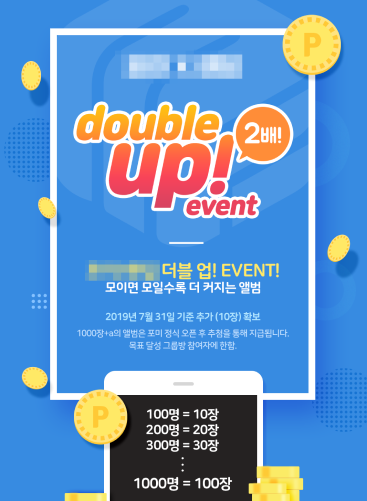 P
double
2배!
up!
event
더블 업! EVENT!
모이면 모일수록 더 커지는 앨범
2019년 7월 31일 기준 추가 (10장) 확보
1000장+a의 앨범은 포미 정식 오픈 후 추첨을 통해 지급됩니다.
목표 달성 그룹방 참여자에 한함.
P
100명 = 10장
200명 = 20장
300명 = 30장
⋮
1000명 = 100장